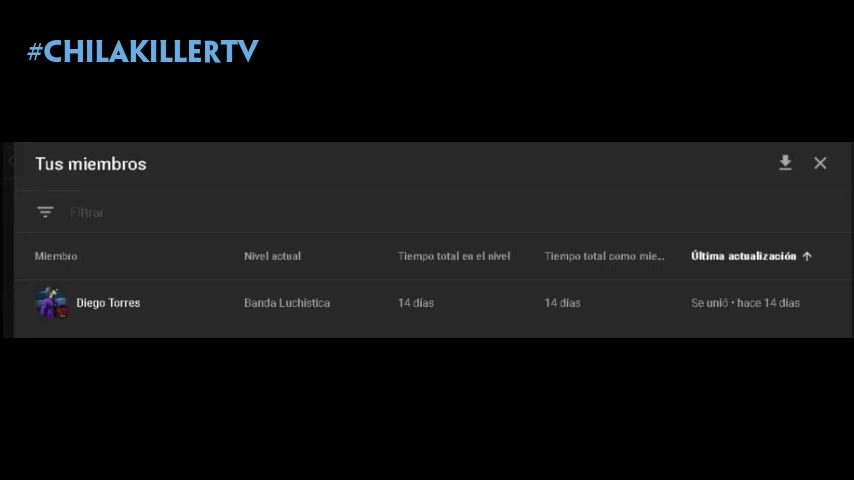 #CHILAKILLERTV
Tus miembros
Filtrar
Miembro Nivel actual Tiempo total en el nivel Tiempo total como mie... Última actualización
Diego Torres Banda Luchistica 14 días 14 días Se unió • hace 14 días